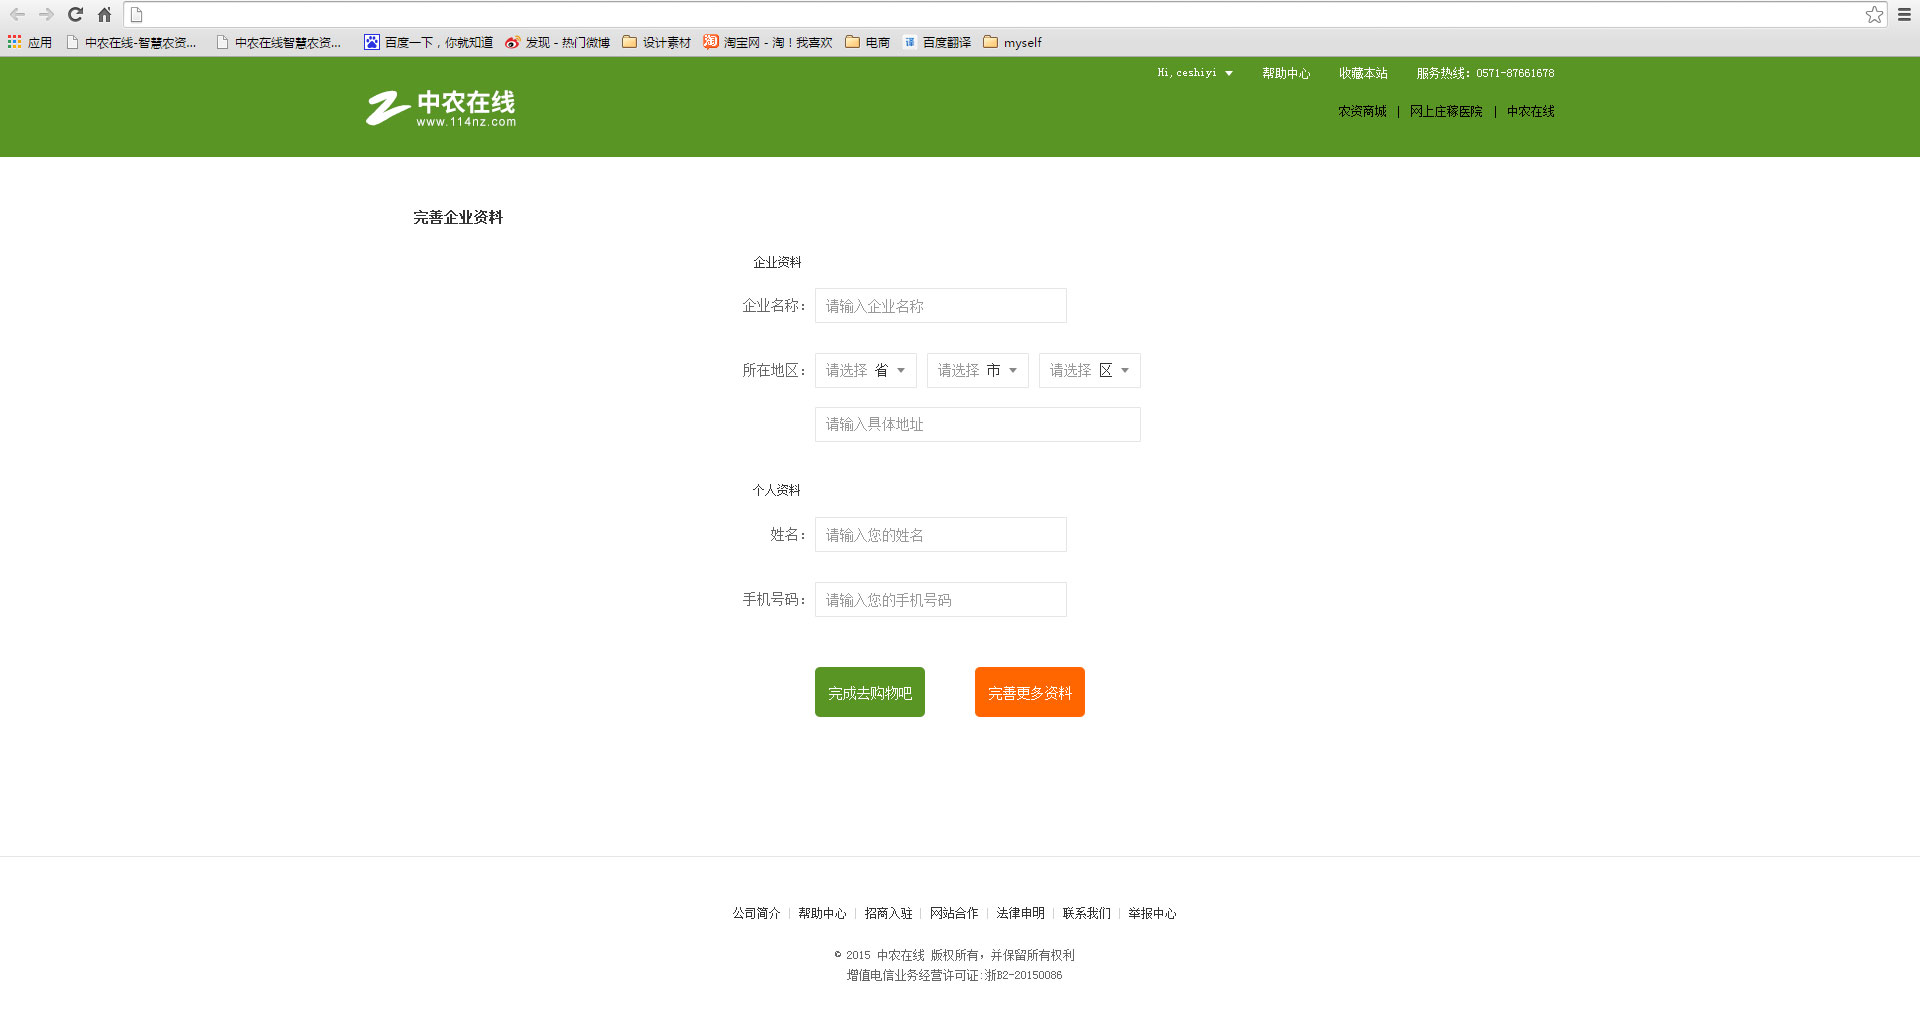 应用 中农在线-智慧农资... 中农在线智慧农资... 百度一下，你就知道 发现 - 热门微博 设计素材 淘宝网 - 淘！我喜欢 电商 百度翻译 myself
Hi,ceshiyi 帮助中心 收藏本站 服务热线：0571-87661678
中农在线
www.114nz.com
农资商城 | 网上庄稼医院 | 中农在线
完善企业资料
企业资料
企业名称： 请输入企业名称
所在地区： 请选择 省 请选择 市 请选择 区
请输入具体地址
个人资料
姓名： 请输入您的姓名
手机号码： 请输入您的手机号码
完成去购物吧 完善更多资料
公司简介 | 帮助中心 | 招商入驻 | 网站合作 | 法律申明 | 联系我们 | 举报中心
© 2015 中农在线 版权所有，并保留所有权利
增值电信业务经营许可证:浙B2-20150086